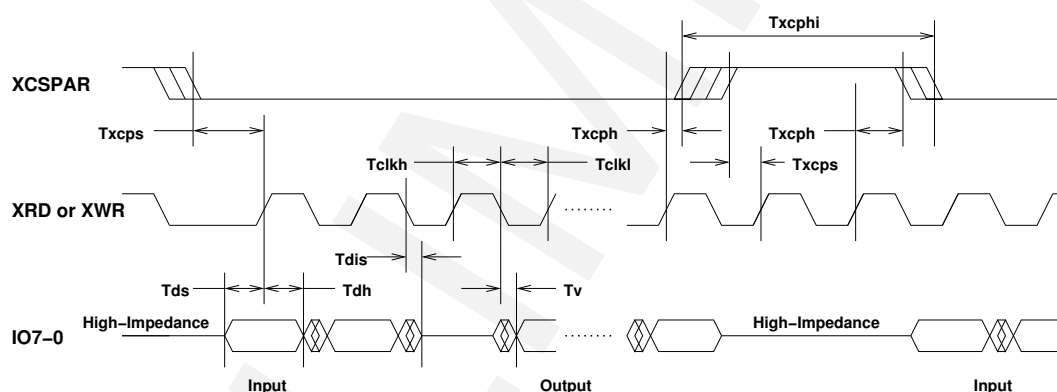 Txcphi
XCSPAR
Txcps
Txcph
Txcph
Tclkh
Tclkl
Txcps
XRD or XWR
Tdis
Tds
Tdh
Tv
High-Impedance
High-Impedance
IO7-0
Input
Output
Input